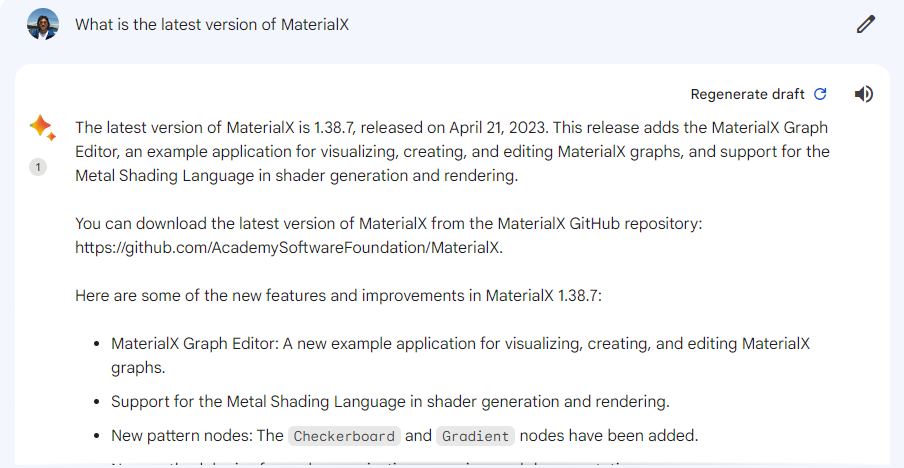 What is the latest version of MaterialX
Regenerate draft
The latest version of MaterialX is 1.38.7, released on April 21, 2023. This release adds the MaterialX Graph
1
Editor, an example application for visualizing, creating, and editing MaterialX graphs, and support for the
Metal Shading Language in shader generation and rendering.
You can download the latest version of MaterialX from the MaterialX GitHub repository:
https://github.com/AcademySoftwareFoundation/MaterialX.
Here are some of the new features and improvements in MaterialX 1.38.7:
• MaterialX Graph Editor: A new example application for visualizing, creating, and editing MaterialX
graphs.
• Support for the Metal Shading Language in shader generation and rendering.
• New pattern nodes: The Checkerboard and Gradient nodes have been added.